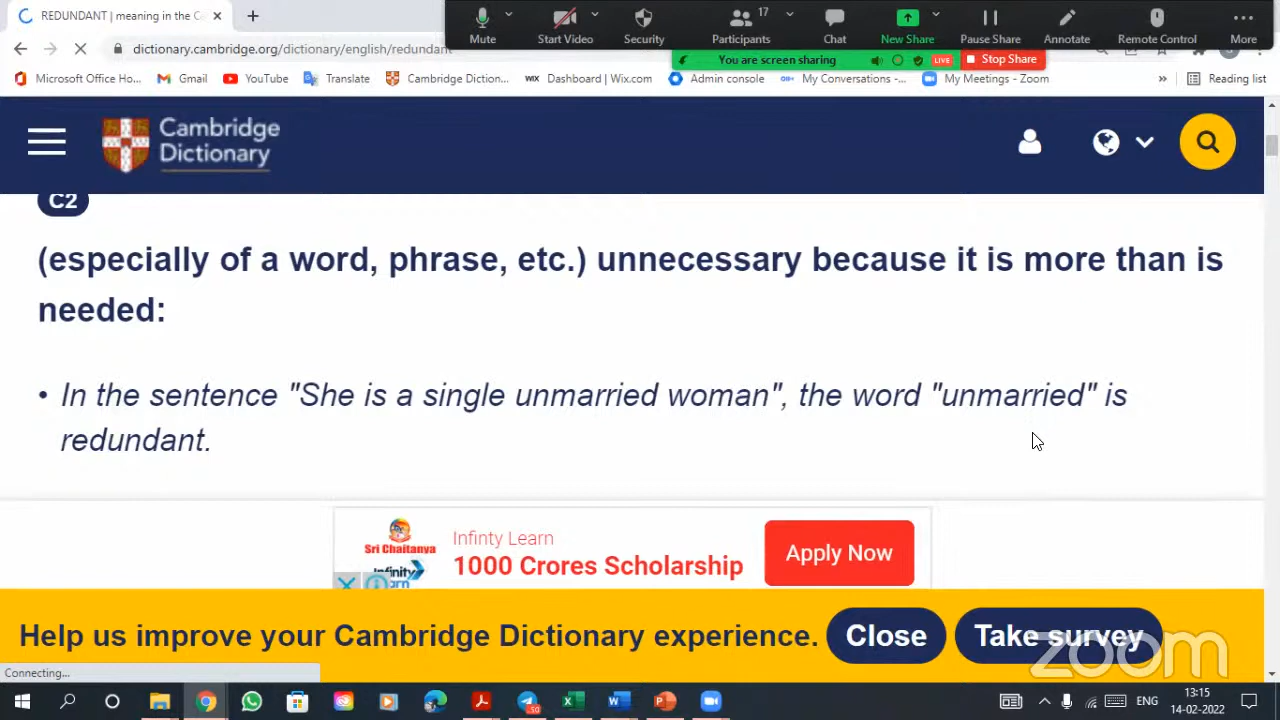 REDUNDANT | meaning in the Ca
Mute
Start Video
Security
17
Participants
Chat
New Share
Pause Share
Annotate
Remote Control
More
dictionary.cambridge.org/dictionary/english/redundant
You are screen sharing
LIVE
Stop Share
Microsoft Office Ho...
Gmail
YouTube
Translate
Cambridge Diction...
WIX
Dashboard | Wix.com
Admin console
My Conversations -...
My Meetings - Zoom
»
Reading list
Cambridge
Dictionary
C2
(especially of a word, phrase, etc.) unnecessary because it is more than is
needed:
• In the sentence "She is a single unmarried woman", the word "unmarried" is
redundant.
Sri Chaitanya
Infinty Learn
1000 Crores Scholarship
Apply Now
Help us improve your Cambridge Dictionary experience.
Close
Take survey
zoom
Connecting...
ENG
13:15
14-02-2022